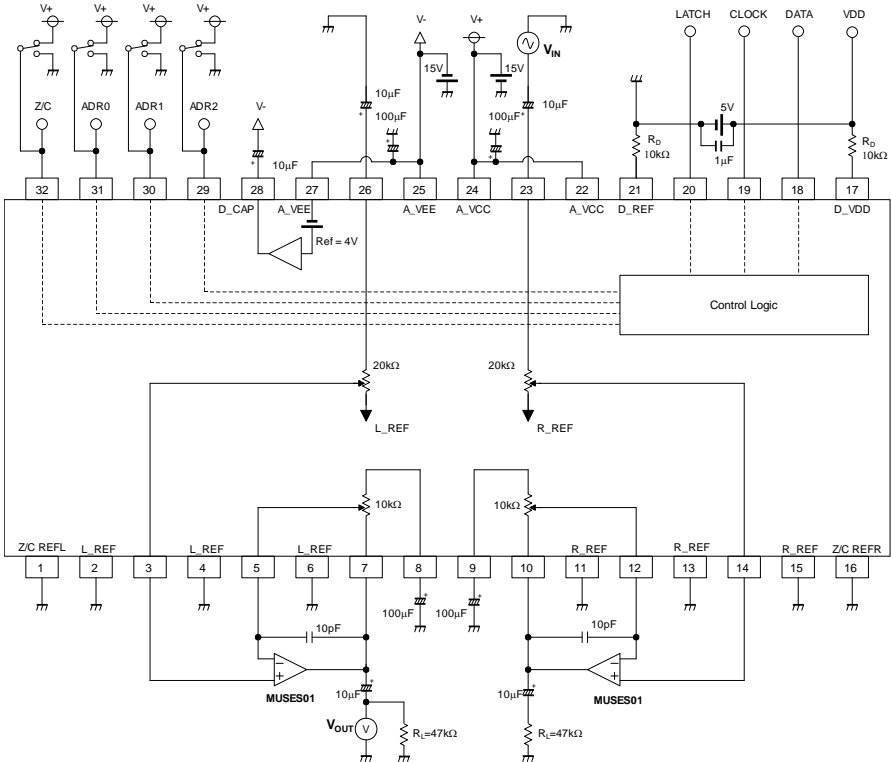 V+ V+ V+ V+
V- V+
V_IN
LATCH CLOCK DATA VDD
15V 15V
10µF 100µF 100µF 10µF
5V
1µF
R_D
10kΩ
R_D
10kΩ
Z/C ADR0 ADR1 ADR2
V-
10µF
+ + + + +
32 31 30 29 28 27 26 25 24 23 22 21 20 19 18 17
D_CAP A_VEE A_VEE A_VCC A_VCC D_REF D_VDD
Ref = 4V
Control Logic
20kΩ 20kΩ
L_REF R_REF
10kΩ 10kΩ
Z/C REFL L_REF L_REF L_REF R_REF R_REF R_REF Z/C REFR
1 2 3 4 5 6 7 8 9 10 11 12 13 14 15 16
+ +
100µF 100µF
10pF 10pF
− −
+ +
MUSES01 MUSES01
+ +
10µF 10µF
V_OUT V
R_L=47kΩ R_L=47kΩ